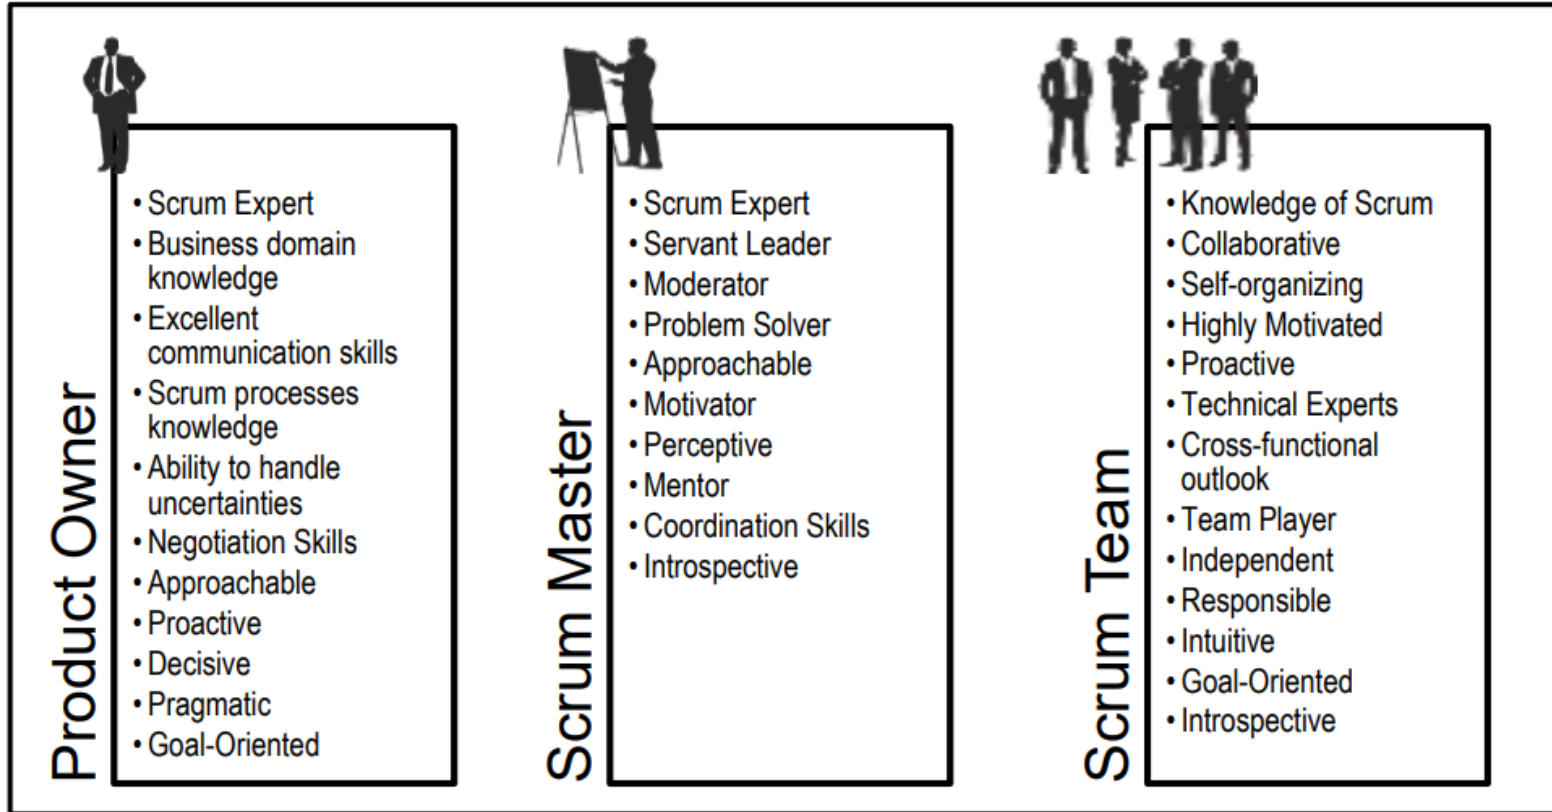 Product Owner
• Scrum Expert
• Business domain
knowledge
• Excellent
communication skills
• Scrum processes
knowledge
• Ability to handle
uncertainties
• Negotiation Skills
• Approachable
• Proactive
• Decisive
• Pragmatic
• Goal-Oriented
Scrum Master
• Scrum Expert
• Servant Leader
• Moderator
• Problem Solver
• Approachable
• Motivator
• Perceptive
• Mentor
• Coordination Skills
• Introspective
Scrum Team
• Knowledge of Scrum
• Collaborative
• Self-organizing
• Highly Motivated
• Proactive
• Technical Experts
• Cross-functional
outlook
• Team Player
• Independent
• Responsible
• Intuitive
• Goal-Oriented
• Introspective